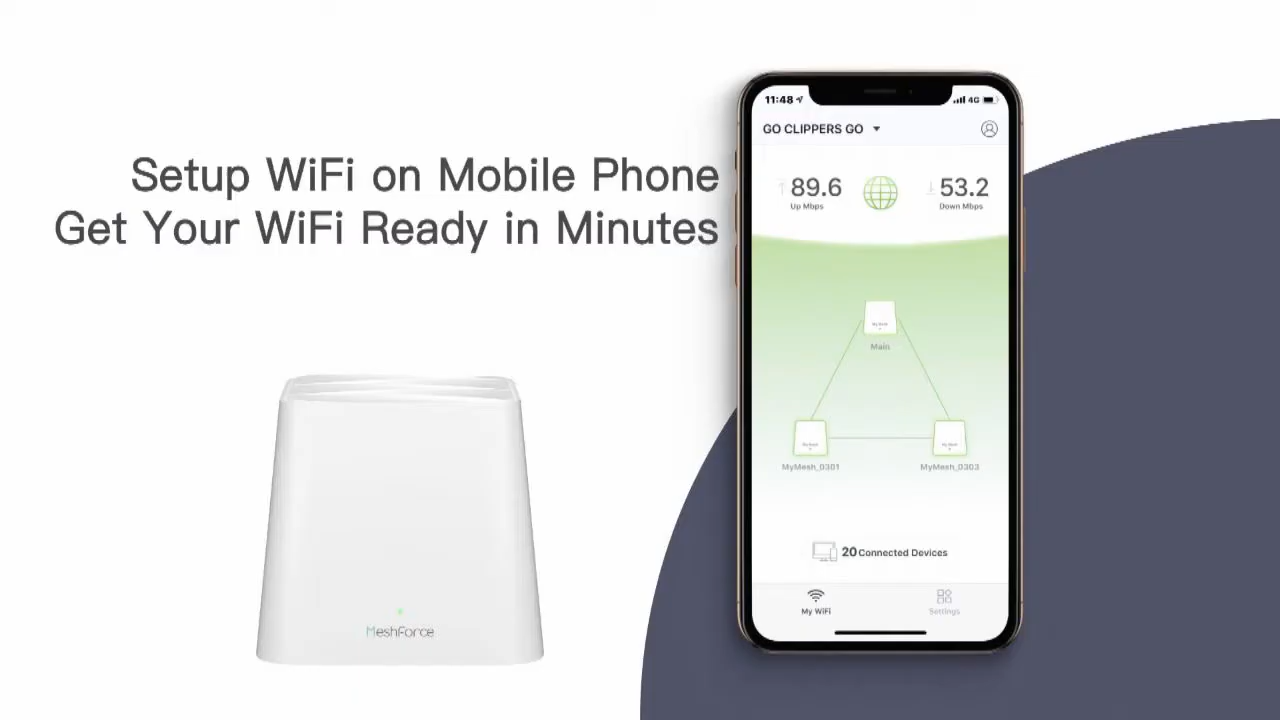 Setup WiFi on Mobile Phone
Get Your WiFi Ready in Minutes
11:48
4G
GO CLIPPERS GO
89.6
Up Mbps
53.2
Down Mbps
Main
MyMesh_0301
MyMesh_0303
20 Connected Devices
My WiFi
Settings
MeshForce